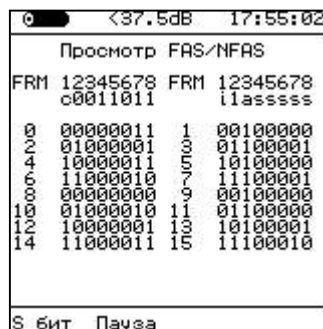 <37.5dB 17:55:02
Просмотр FAS/NFAS
FRM 12345678 FRM 12345678
c0011011 i1asssss
0 00000011 1 00100000
2 01000001 3 01100001
4 10000011 5 10100000
6 11000010 7 11100001
8 00000000 9 00100000
10 01000010 11 01100000
12 10000001 13 10100001
14 11000011 15 11100010
S бит Пауза